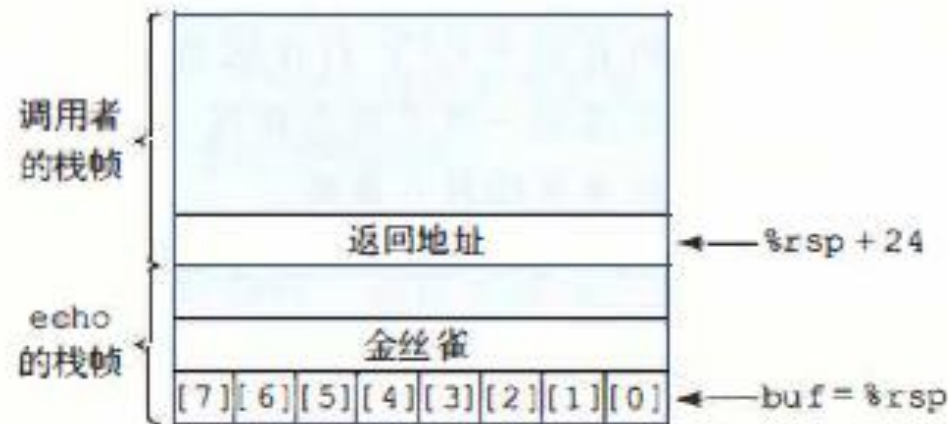 调用者
的栈帧
返回地址
%rsp + 24
echo
的栈帧
金丝雀
[7][6][5][4][3][2][1][0]
buf = %rsp